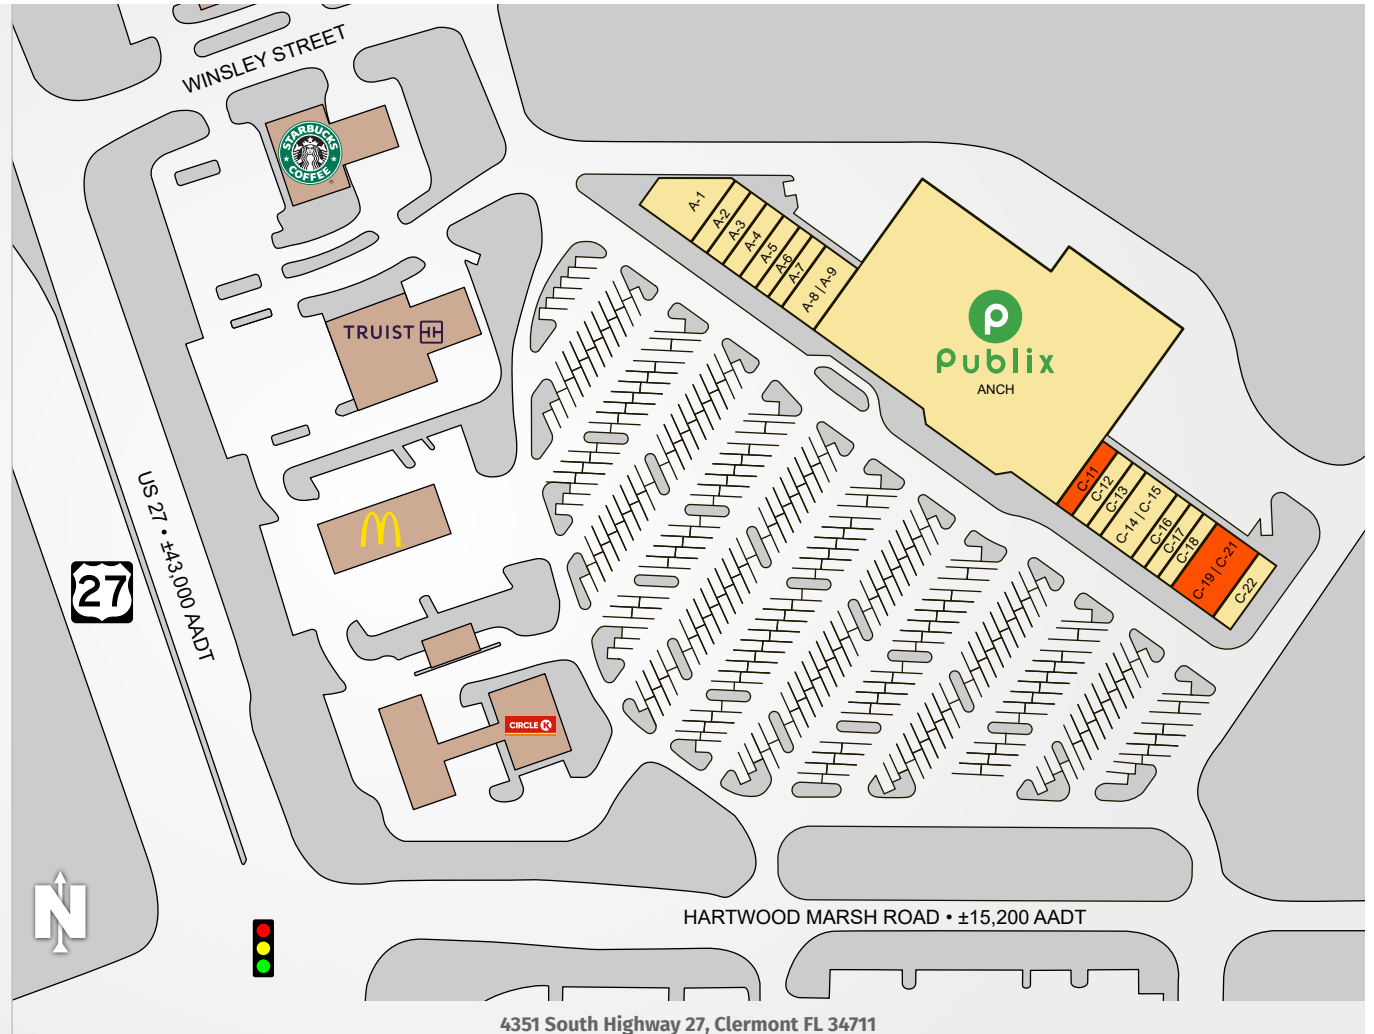 WINSLEY STREET
STARBUCKS
COFFEE
A-1
A-2
A-3
A-4
A-5
A-6
A-7
A-8 | A-9
P
Publix
ANCH
TRUIST
C-11
C-12
C-13
C-14 | C-15
C-16
C-17
C-18
C-19 | C-21
C-22
M
US 27 • ±43,000 AADT
27
CIRCLE K
N
HARTWOOD MARSH ROAD • ±15,200 AADT
4351 South Highway 27, Clermont FL 34711